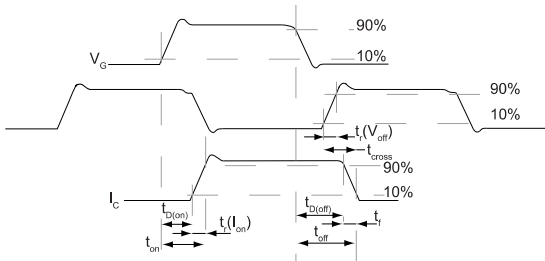 90%
V_G
10%
90%
10%
t_r(V_off)
t_cross
90%
10%
I_C
t_D(on)
t_D(off)
t_r(I_on)
t_f
t_on
t_off